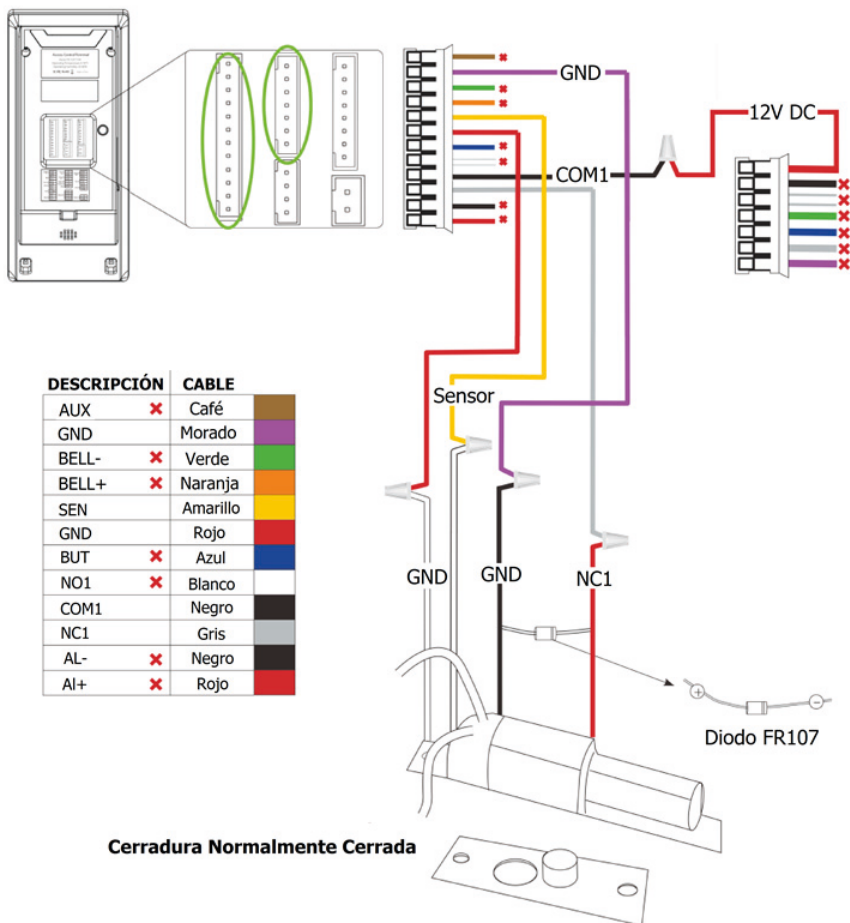 GND
12V DC
COM1
Sensor
DESCRIPCIÓN CABLE
AUX Café
GND Morado
BELL- Verde
BELL+ Naranja
SEN Amarillo
GND Rojo
BUT Azul
NO1 Blanco
COM1 Negro
NC1 Gris
AL- Negro
Al+ Rojo
GND
GND
NC1
Diodo FR107
Cerradura Normalmente Cerrada